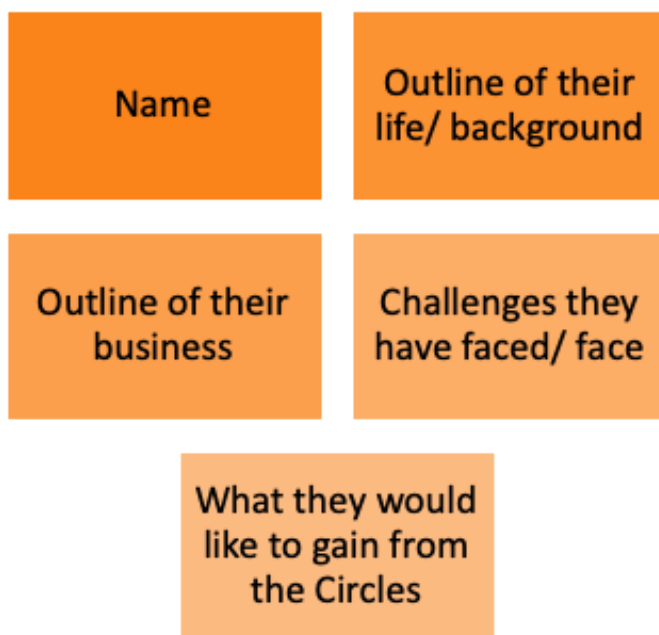 Name
Outline of their
life/ background
Outline of their
business
Challenges they
have faced/ face
What they would
like to gain from
the Circles